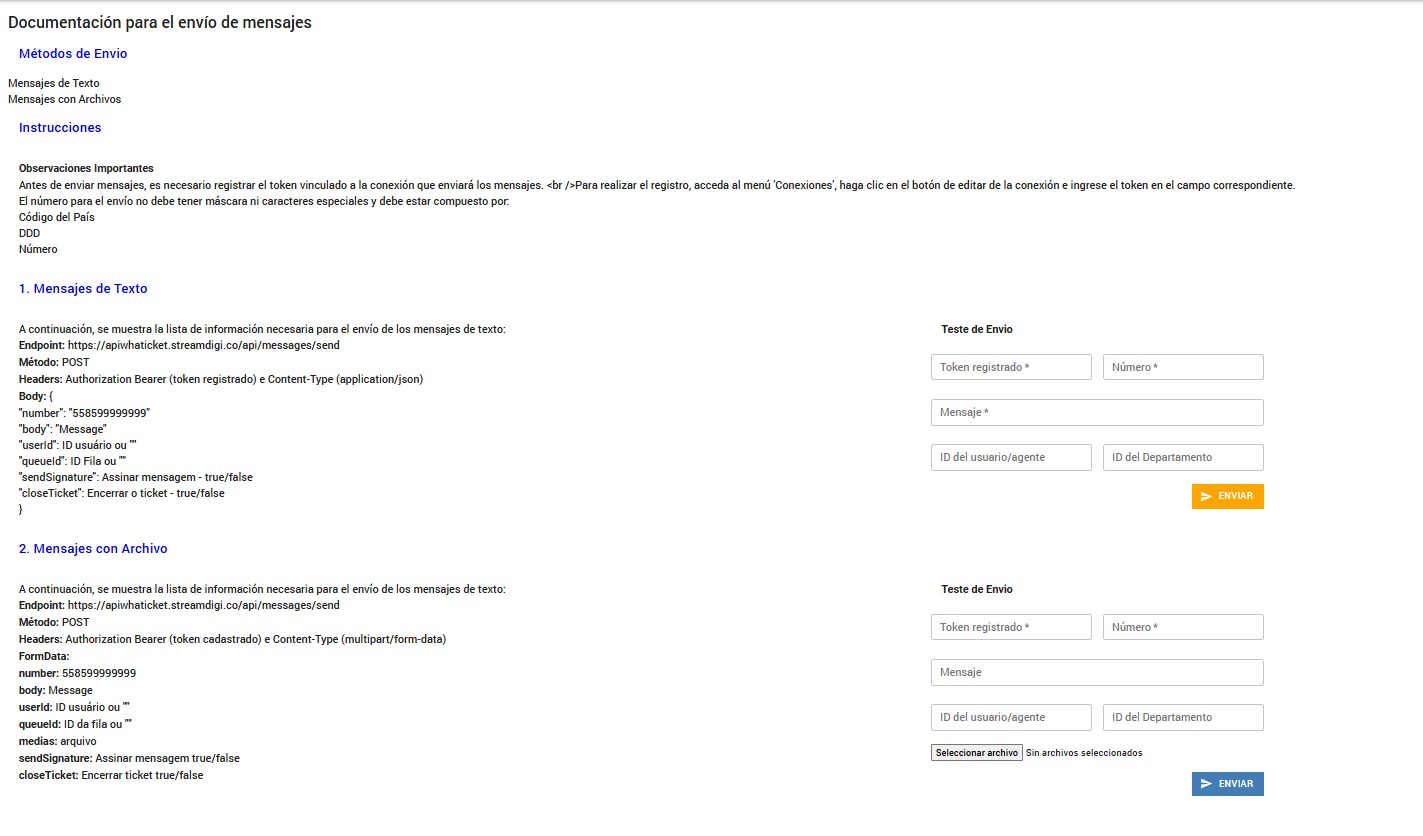 Documentación para el envío de mensajes
Métodos de Envio
Mensajes de Texto
Mensajes con Archivos
Instrucciones
Observaciones Importantes
Antes de enviar mensajes, es necesario registrar el token vinculado a la conexión que enviará los mensajes. <br />Para realizar el registro, acceda al menú 'Conexiones', haga clic en el botón de editar de la conexión e ingrese el token en el campo correspondiente.
El número para el envío no debe tener máscara ni caracteres especiales y debe estar compuesto por:
Código del País
DDD
Número
1. Mensajes de Texto
A continuación, se muestra la lista de información necesaria para el envío de los mensajes de texto:
Endpoint: https://apiwhaticket.streamdigi.co/api/messages/send
Método: POST
Headers: Authorization Bearer (token registrado) e Content-Type (application/json)
Body: {
"number": "558599999999"
"body": "Message"
"userId": ID usuário ou ""
"queueId": ID Fila ou ""
"sendSignature": Assinar mensagem - true/false
"closeTicket": Encerrar o ticket - true/false
}
Teste de Envio
Token registrado * Número *
Mensaje *
ID del usuario/agente ID del Departamento
ENVIAR
2. Mensajes con Archivo
A continuación, se muestra la lista de información necesaria para el envío de los mensajes de texto:
Endpoint: https://apiwhaticket.streamdigi.co/api/messages/send
Método: POST
Headers: Authorization Bearer (token cadastrado) e Content-Type (multipart/form-data)
FormData:
number: 558599999999
body: Message
userId: ID usuário ou ""
queueId: ID da fila ou ""
medias: arquivo
sendSignature: Assinar mensagem true/false
closeTicket: Encerrar ticket true/false
Teste de Envio
Token registrado * Número *
Mensaje
ID del usuario/agente ID del Departamento
Seleccionar archivo Sin archivos seleccionados
ENVIAR